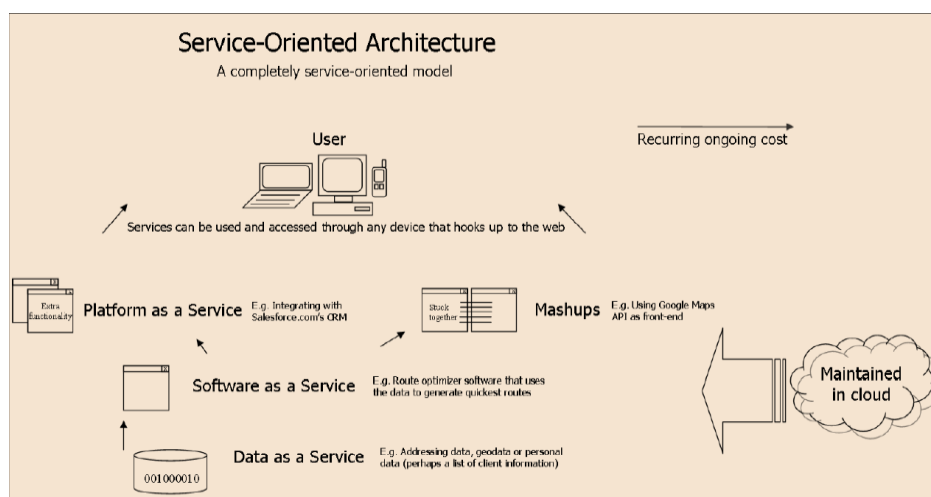 Service-Oriented Architecture
A completely service-oriented model
User
Recurring ongoing cost
Services can be used and accessed through any device that hooks up to the web
Extra
functionality
Platform as a Service
E.g. Integrating with
Salesforce.com's CRM
Stuck
together
Mashups
E.g. Using Google Maps
API as front-end
Software as a Service
E.g. Route optimizer software that uses
the data to generate quickest routes
Maintained
in cloud
001000010
Data as a Service
E.g. Addressing data, geodata or personal
data (perhaps a list of client information)